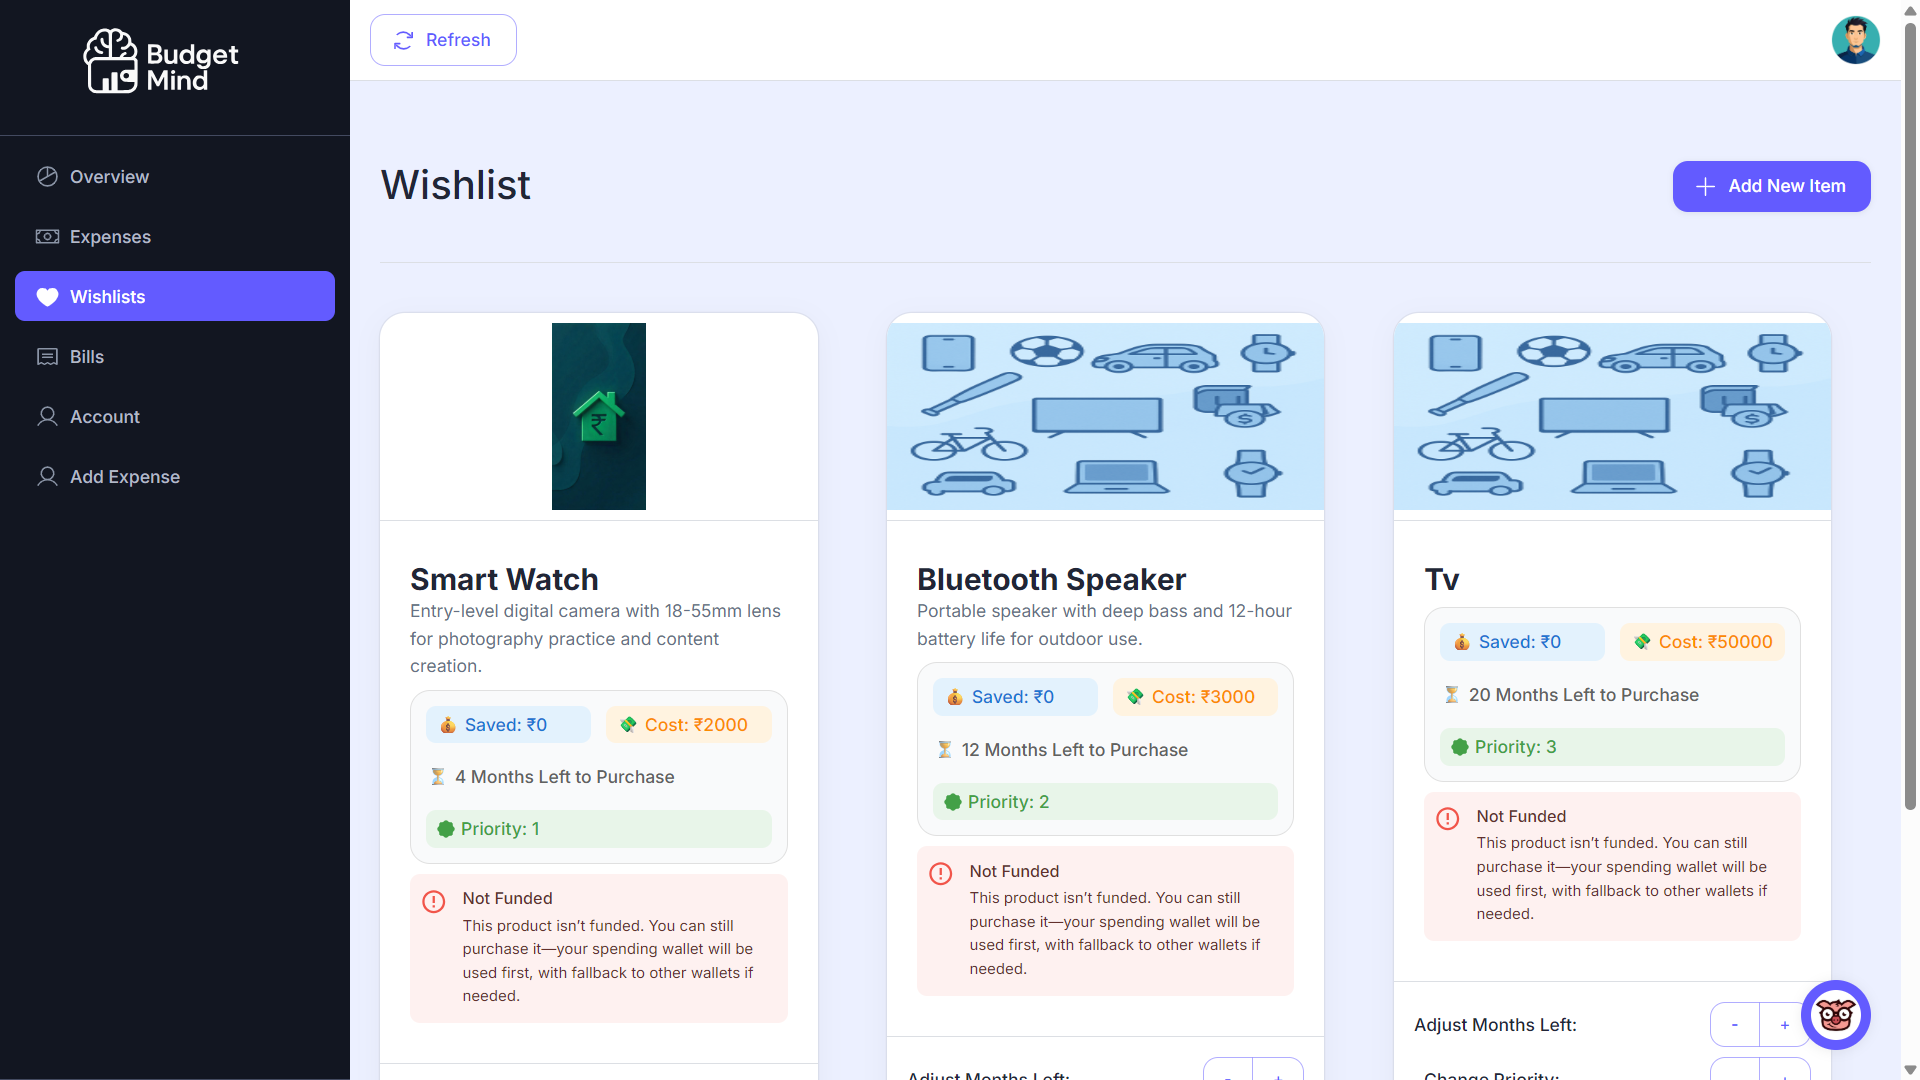 Budget
Mind
Overview
Expenses
Wishlists
Bills
Account
Add Expense
Refresh
Wishlist
Add New Item
₹
Smart Watch
Entry-level digital camera with 18-55mm lens
for photography practice and content
creation.
Saved: ₹0
Cost: ₹2000
4 Months Left to Purchase
Priority: 1
Not Funded
This product isn’t funded. You can still
purchase it—your spending wallet will be
used first, with fallback to other wallets if
needed.
$
Bluetooth Speaker
Portable speaker with deep bass and 12-hour
battery life for outdoor use.
Saved: ₹0
Cost: ₹3000
12 Months Left to Purchase
Priority: 2
Not Funded
This product isn’t funded. You can still
purchase it—your spending wallet will be
used first, with fallback to other wallets if
needed.
Adjust Months Left:
- +
$
Tv
Saved: ₹0
Cost: ₹50000
20 Months Left to Purchase
Priority: 3
Not Funded
This product isn’t funded. You can still
purchase it—your spending wallet will be
used first, with fallback to other wallets if
needed.
Adjust Months Left:
- +
Change Priority:
- +